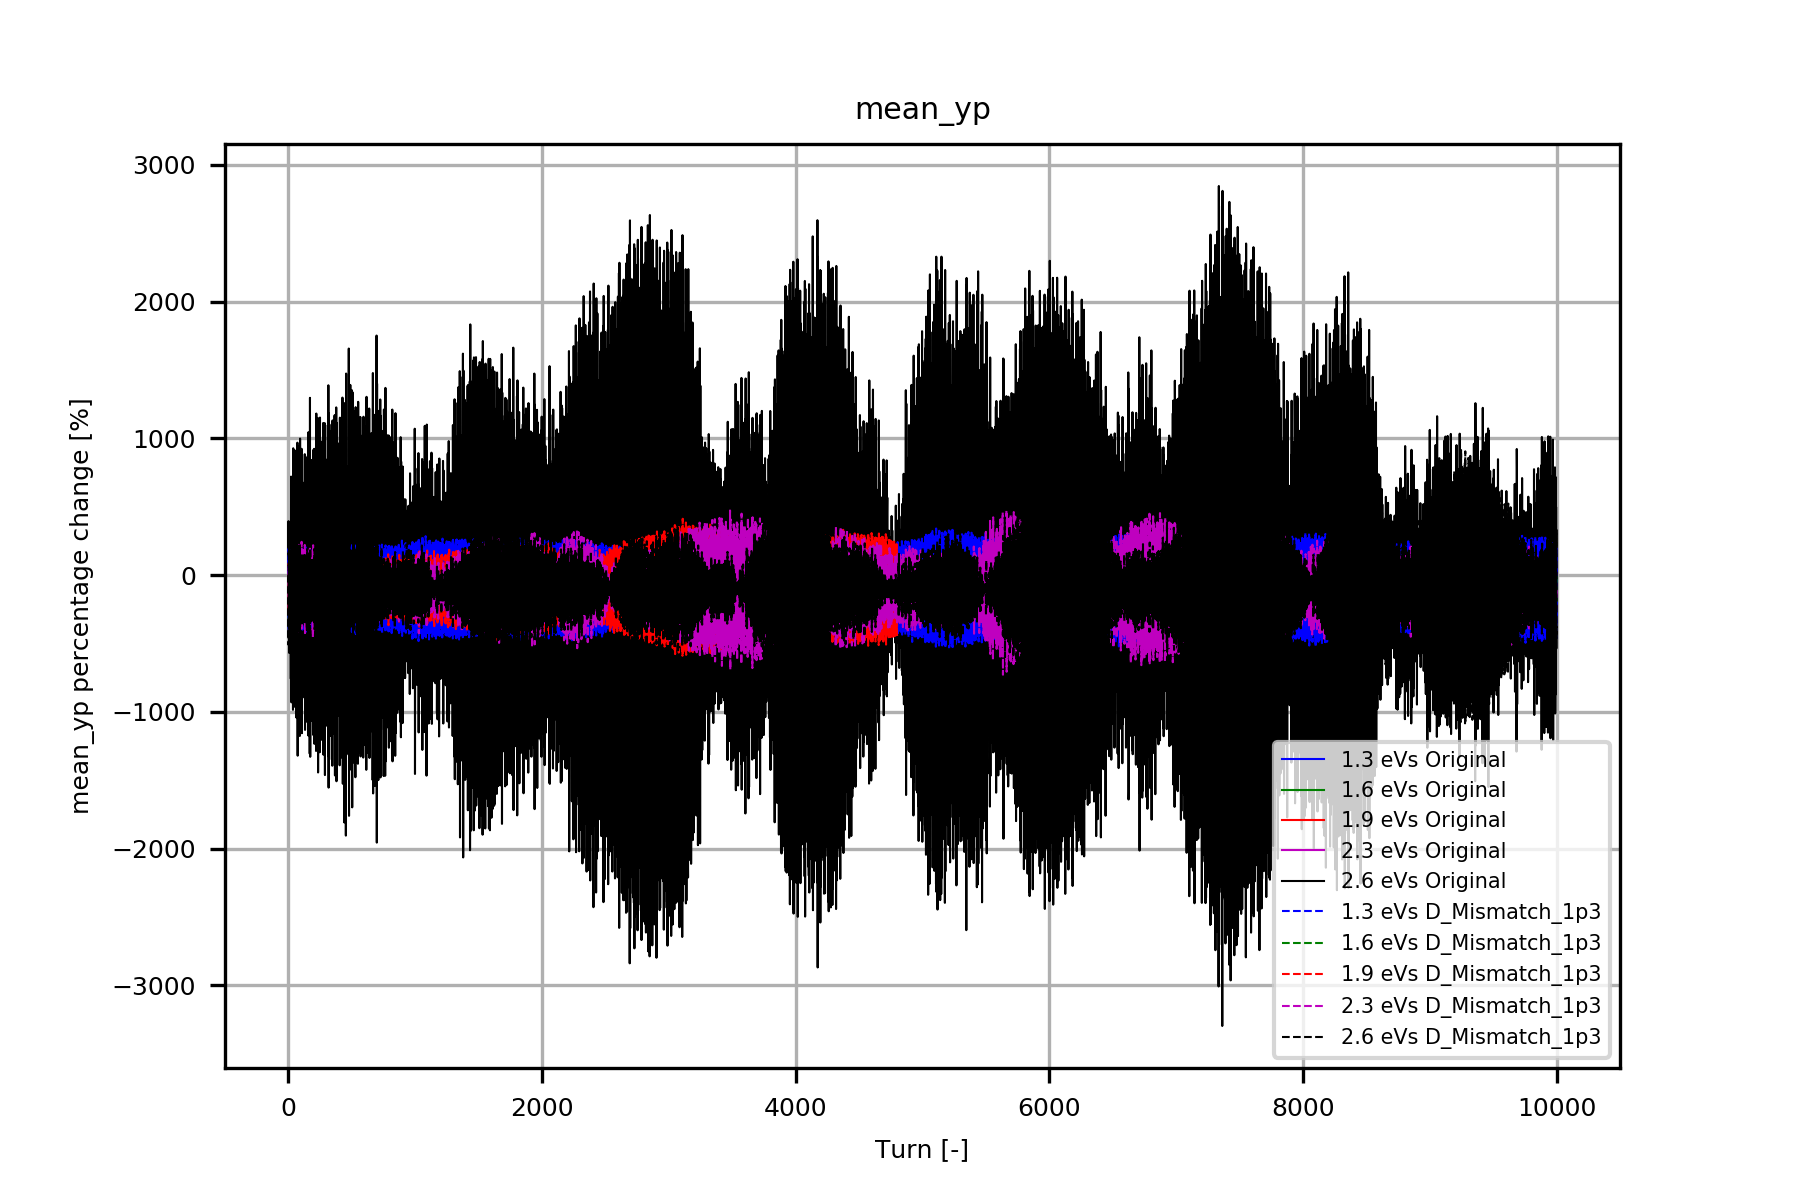 mean_yp
3000
2000
1000
0
−1000
−2000
−3000
mean_yp percentage change [%]
0
2000
4000
6000
8000
10000
Turn [-]
1.3 eVs Original
1.6 eVs Original
1.9 eVs Original
2.3 eVs Original
2.6 eVs Original
1.3 eVs D_Mismatch_1p3
1.6 eVs D_Mismatch_1p3
1.9 eVs D_Mismatch_1p3
2.3 eVs D_Mismatch_1p3
2.6 eVs D_Mismatch_1p3